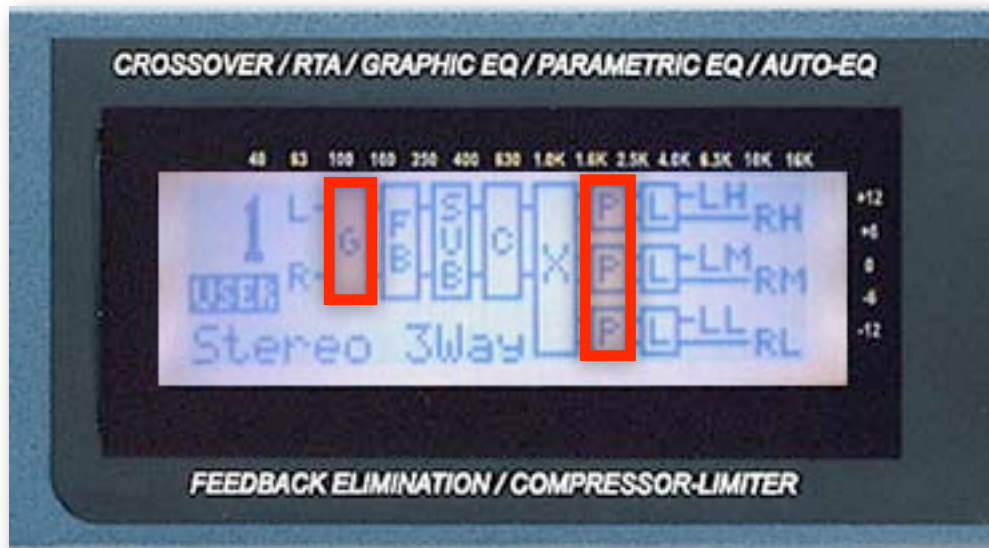 CROSSOVER / RTA / GRAPHIC EQ / PARAMETRIC EQ / AUTO-EQ
40 63 100 160 250 400 630 1.0K 1.6K 2.5K 4.0K 6.3K 10K 16K
1 L R G FB SUB C X P L LH RH
P L LM RM
P L LL RL
USER
Stereo 3Way
+12
+6
0
-6
-12
FEEDBACK ELIMINATION / COMPRESSOR-LIMITER